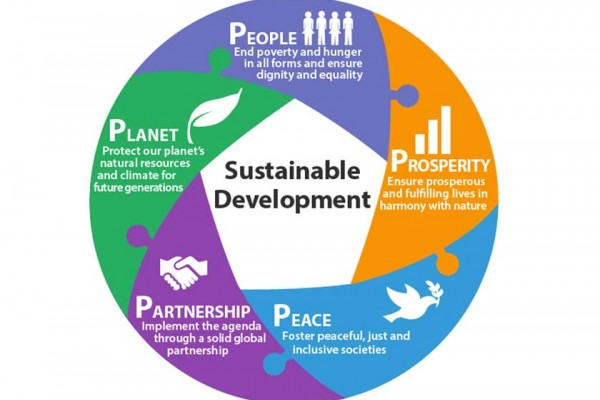 PEOPLE
End poverty and hunger
in all forms and ensure
dignity and equality
PROSPERITY
Ensure prosperous
and fulfilling lives in
harmony with nature
PEACE
Foster peaceful, just and
inclusive societies
PARTNERSHIP
Implement the agenda
through a solid global
partnership
PLANET
Protect our planet's
natural resources
and climate for
future generations
Sustainable
Development